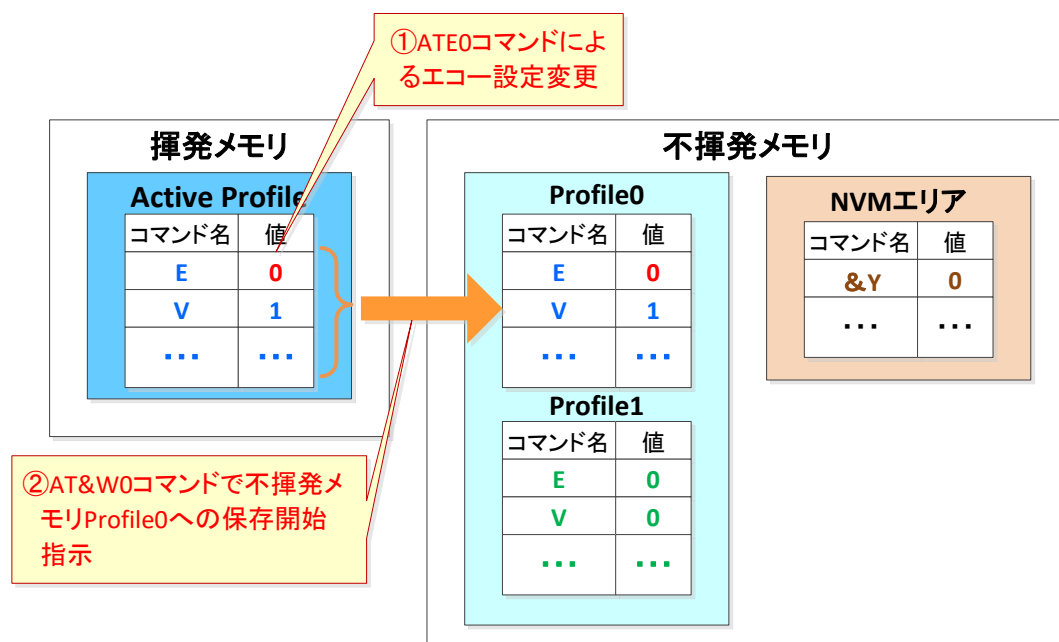 ①ATE0コマンドによ
るエコー設定変更
揮発メモリ
不揮発メモリ
Active Profile
コマンド名 値
E 0
V 1
・・・ ・・・
Profile0
コマンド名 値
E 0
V 1
・・・ ・・・
NVMエリア
コマンド名 値
&Y 0
・・・ ・・・
Profile1
コマンド名 値
E 0
V 0
・・・ ・・・
②AT&W0コマンドで不揮発メ
モリProfile0への保存開始
指示